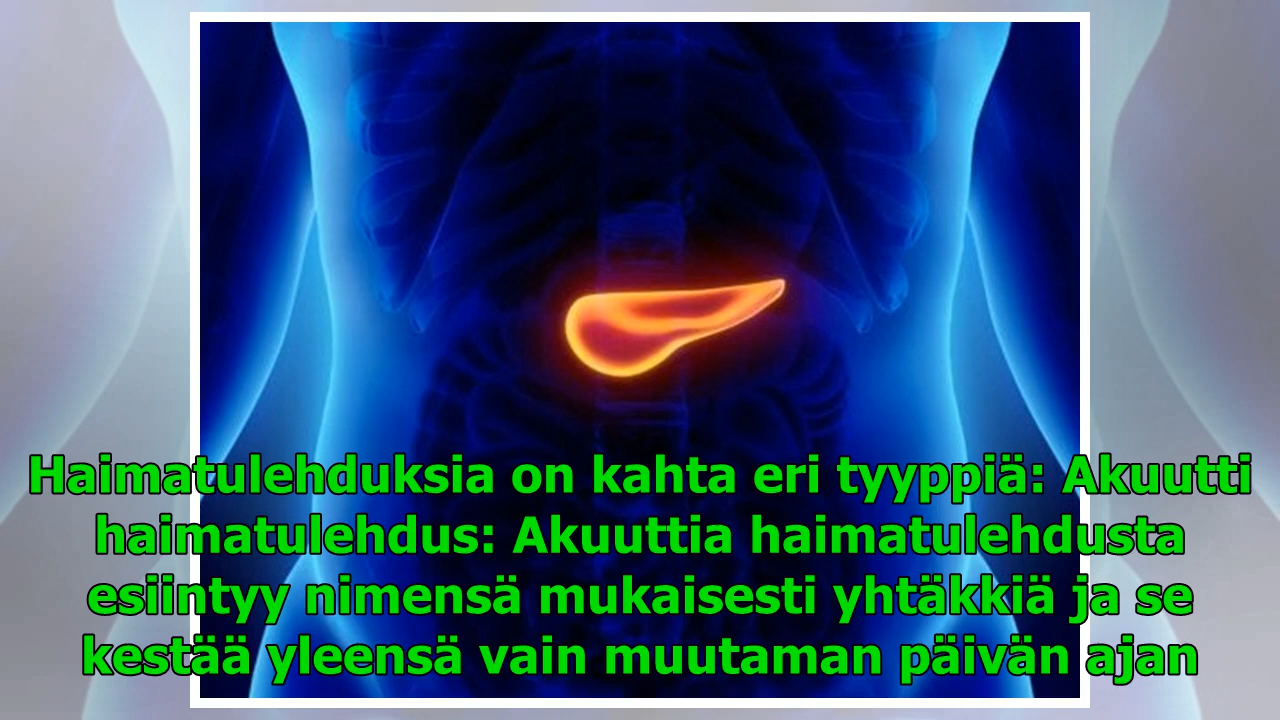 Haimatulehduksia on kahta eri tyyppiä: Akuutti
haimatulehdus: Akuuttia haimatulehdusta
esiintyy nimensä mukaisesti yhtäkkiä ja se
kestää yleensä vain muutaman päivän ajan